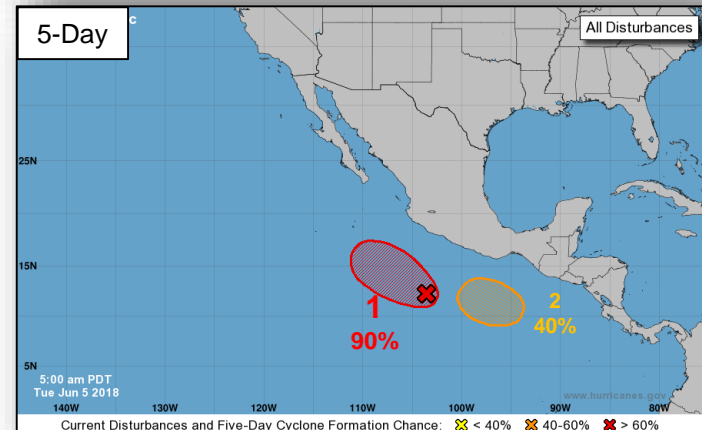 5-Day
c
All Disturbances
25N
15N
5N
1
90%
2
40%
5:00 am PDT
Tue Jun 5 2018
www.hurricanes.gov
140W 130W 120W 110W 100W 90W 80W
Current Disturbances and Five-Day Cyclone Formation Chance: < 40% 40-60% > 60%